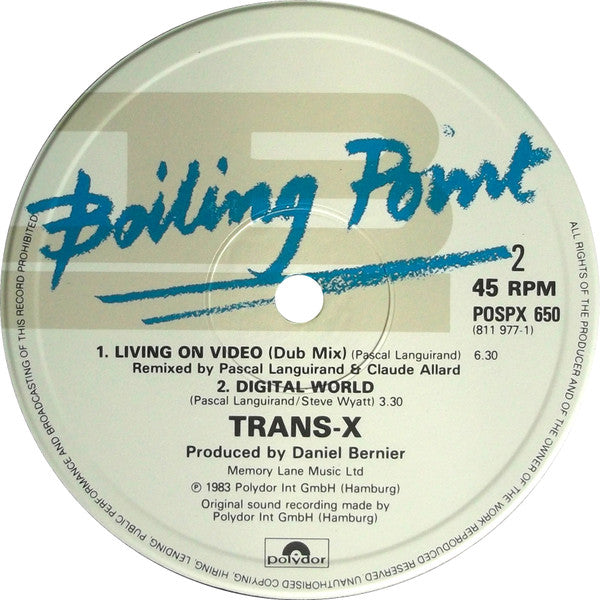 Boiling Point
2
45 RPM
POSPX 650
(811 977-1)
1. LIVING ON VIDEO (Dub Mix) (Pascal Languirand) 6.30
Remixed by Pascal Languirand & Claude Allard
2. DIGITAL WORLD
(Pascal Languirand/Steve Wyatt) 3.30
TRANS-X
Produced by Daniel Bernier
Memory Lane Music Ltd
℗ 1983 Polydor Int GmbH (Hamburg)
Original sound recording made by
Polydor Int GmbH (Hamburg)
polydor
ALL RIGHTS OF THE PRODUCER AND OF THE OWNER OF THE WORK REPRODUCED RESERVED UNAUTHORISED COPYING, HIRING, LENDING, PUBLIC PERFORMANCE AND BROADCASTING OF THIS RECORD PROHIBITED